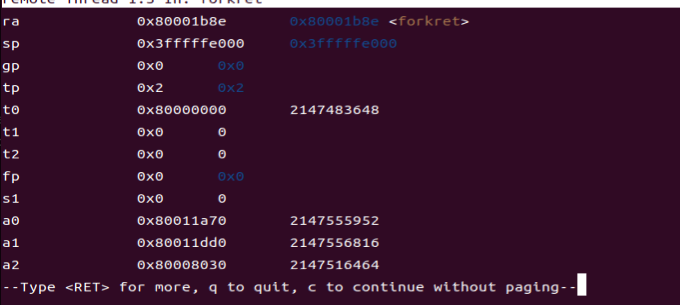 remote Thread 1.3 In: forkret
ra 0x80001b8e 0x80001b8e <forkret>
sp 0x3fffffe000 0x3fffffe000
gp 0x0 0x0
tp 0x2 0x2
t0 0x80000000 2147483648
t1 0x0 0
t2 0x0 0
fp 0x0 0x0
s1 0x0 0
a0 0x80011a70 2147555952
a1 0x80011dd0 2147556816
a2 0x80008030 2147516464
--Type <RET> for more, q to quit, c to continue without paging--